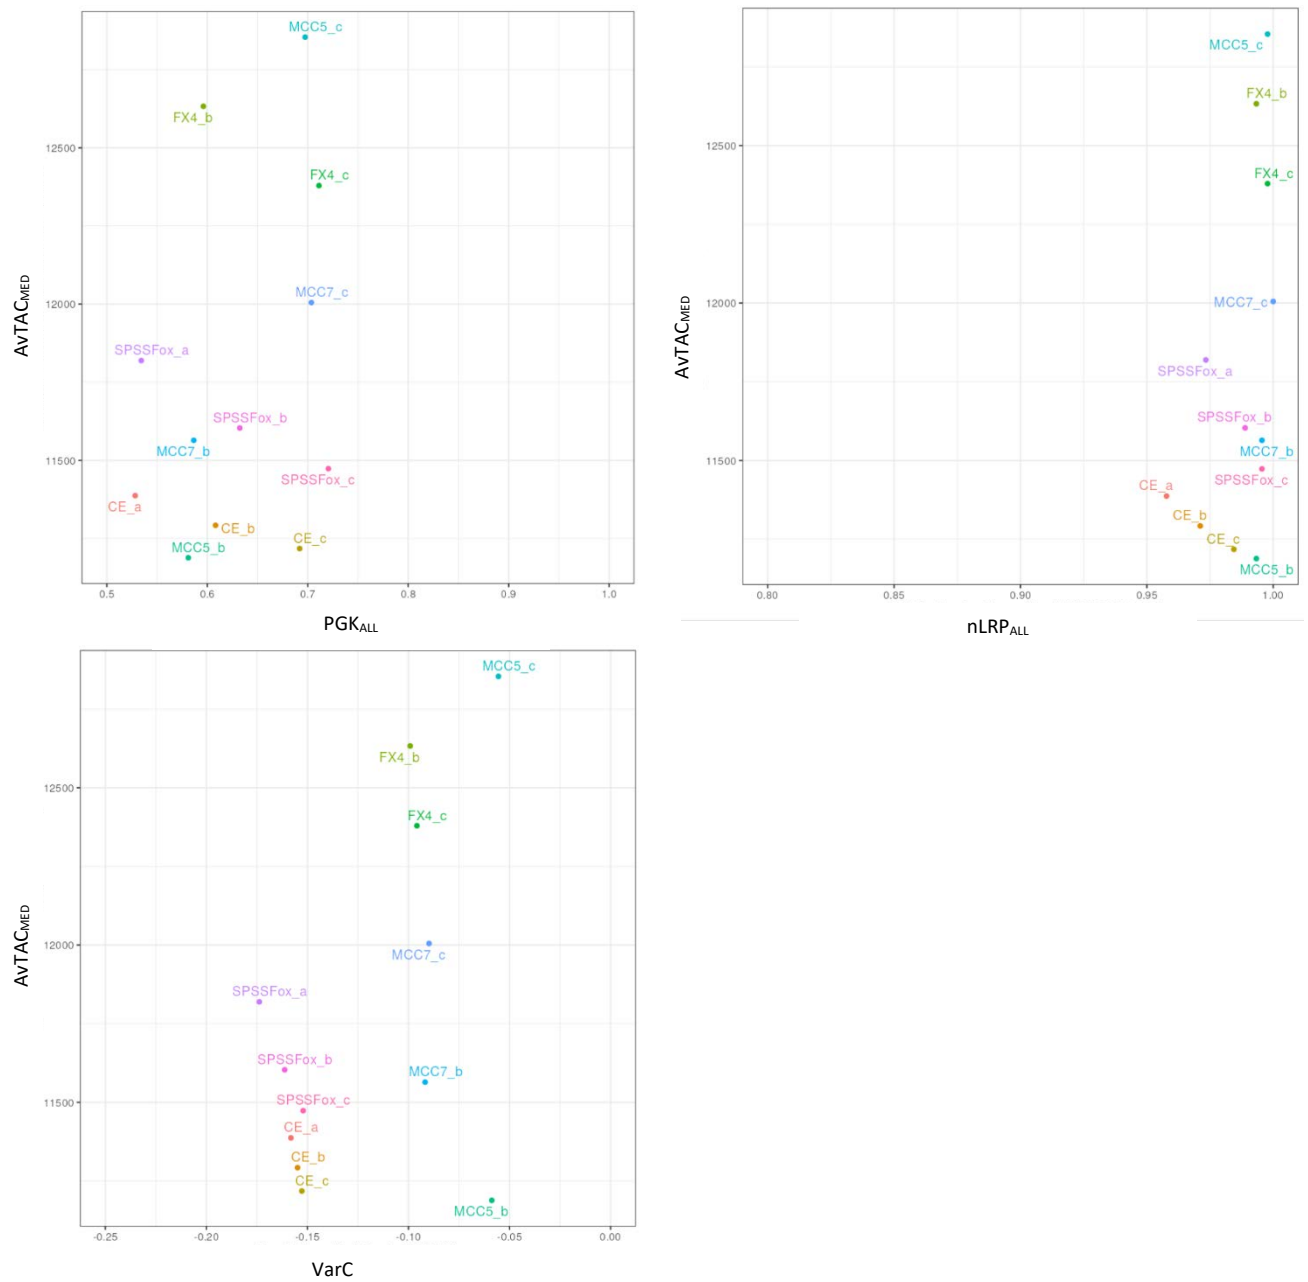 MCC5_c
FX4_b
12500
FX4_c
MCC7_c
12000
AvTACMED
SPSSFox_a
SPSSFox_b
MCC7_b
11500
SPSSFox_c
CE_a
CE_b
CE_c
MCC5_b
0.5 0.6 0.7 0.8 0.9 1.0
PGKALL
MCC5_c
FX4_b
12500
FX4_c
12000
MCC7_c
AvTACMED
SPSSFox_a
SPSSFox_b
MCC7_b
11500
SPSSFox_c
CE_a
CE_b
CE_c
MCC5_b
0.80 0.85 0.90 0.95 1.00
nLRPALL
MCC5_c
FX4_b
12500
FX4_c
12000
MCC7_c
AvTACMED
SPSSFox_a
SPSSFox_b
MCC7_b
11500
SPSSFox_c
CE_a
CE_b
CE_c
MCC5_b
-0.25 -0.20 -0.15 -0.10 -0.05 0.00
VarC